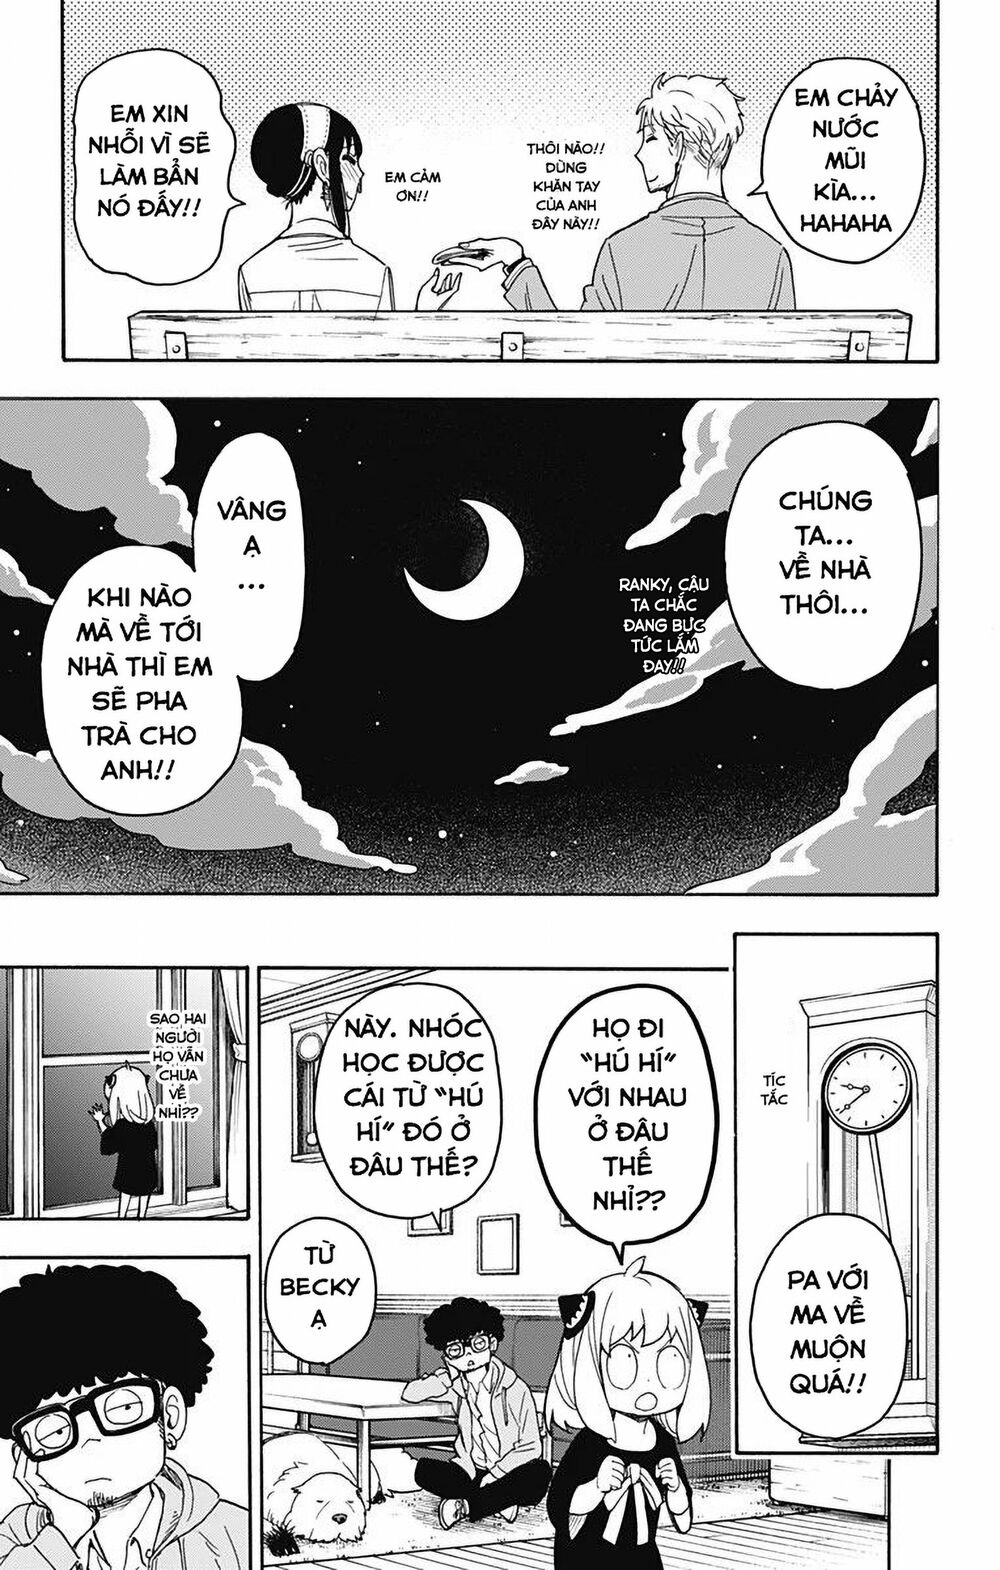 EM CHẢY
NƯỚC
MŨI
KÌA...
HAHAHA
THÔI NÀO!!
DÙNG
KHĂN TAY
CỦA ANH
ĐÂY NÀY!!
EM CẢM
ƠN!!
EM XIN
NHỖI VÌ SẼ
LÀM BẨN
NÓ ĐẤY!!
CHÚNG
TA...
VỀ NHÀ
THÔI...
RANKY, CẬU
TA CHẮC
ĐANG BỰC
TỨC LẮM
ĐAY!!
VÂNG
Ạ
...
KHI NÀO
MÀ VỀ TỚI
NHÀ THÌ EM
SẼ PHA
TRÀ CHO
ANH!!
TÍC
TẮC
PA VỚI
MA VỀ
MUỘN
QUÁ!!
HỌ ĐI
"HÚ HÍ"
VỚI NHAU
Ở ĐÂU
THẾ
NHỈ??
NÀY. NHÓC
HỌC ĐƯỢC
CÁI TỪ "HÚ
HÍ" ĐÓ Ở
ĐÂU THẾ?
TỪ
BECKY
Ạ
SAO HAI
NGƯỜI
HỌ VẪN
CHƯA
VỀ
NHỈ??